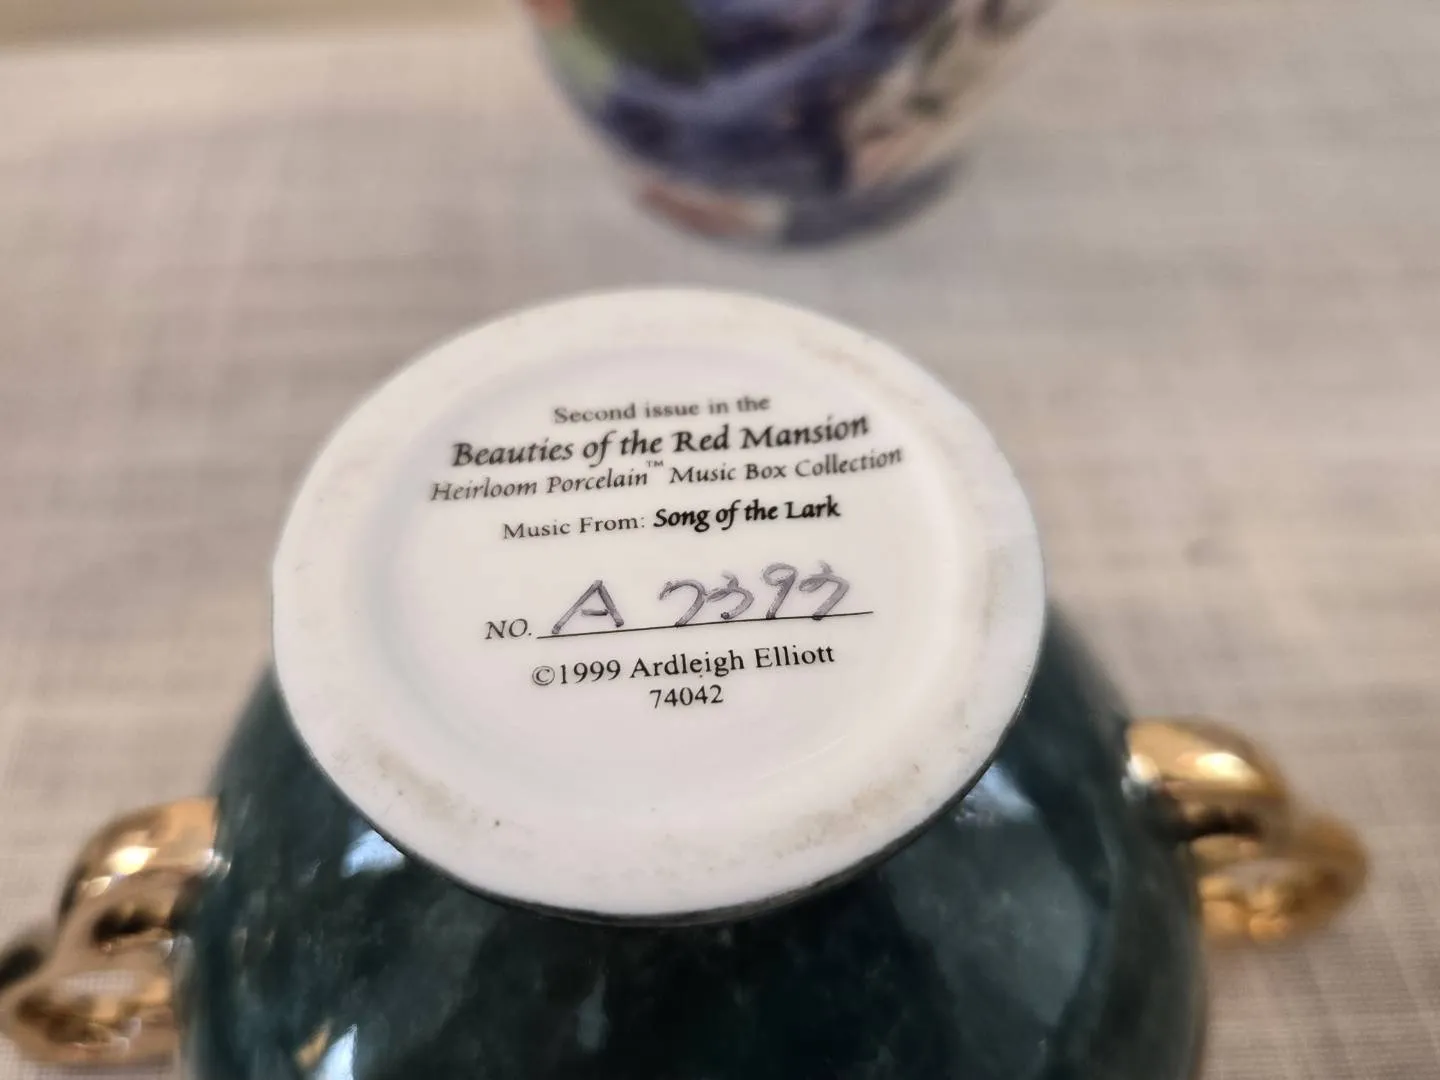 Second issue in the
Beauties of the Red Mansion
Heirloom Porcelain™ Music Box Collection
Music From: Song of the Lark
NO. A 7393
©1999 Ardleigh Elliott
74042